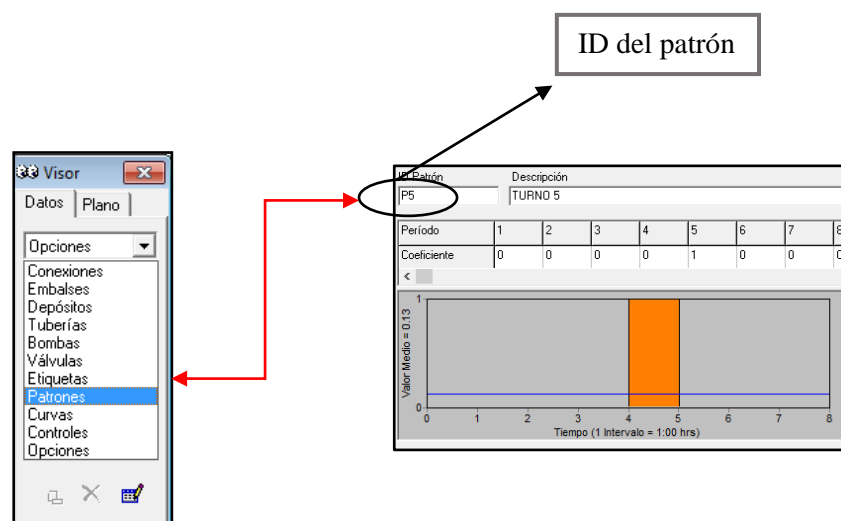 ID del patrón
Visor
Datos Plano
Opciones
Conexiones
Embalses
Depósitos
Tuberías
Bombas
Válvulas
Etiquetas
Patrones
Curvas
Controles
Opciones
ID Patrón Descripción
P5 TURNO 5
Período 1 2 3 4 5 6 7 8
Coeficiente 0 0 0 0 1 0 0 0
Valor Medio = 0.13
1
0
0 1 2 3 4 5 6 7 8
Tiempo (1 Intervalo = 1:00 hrs)